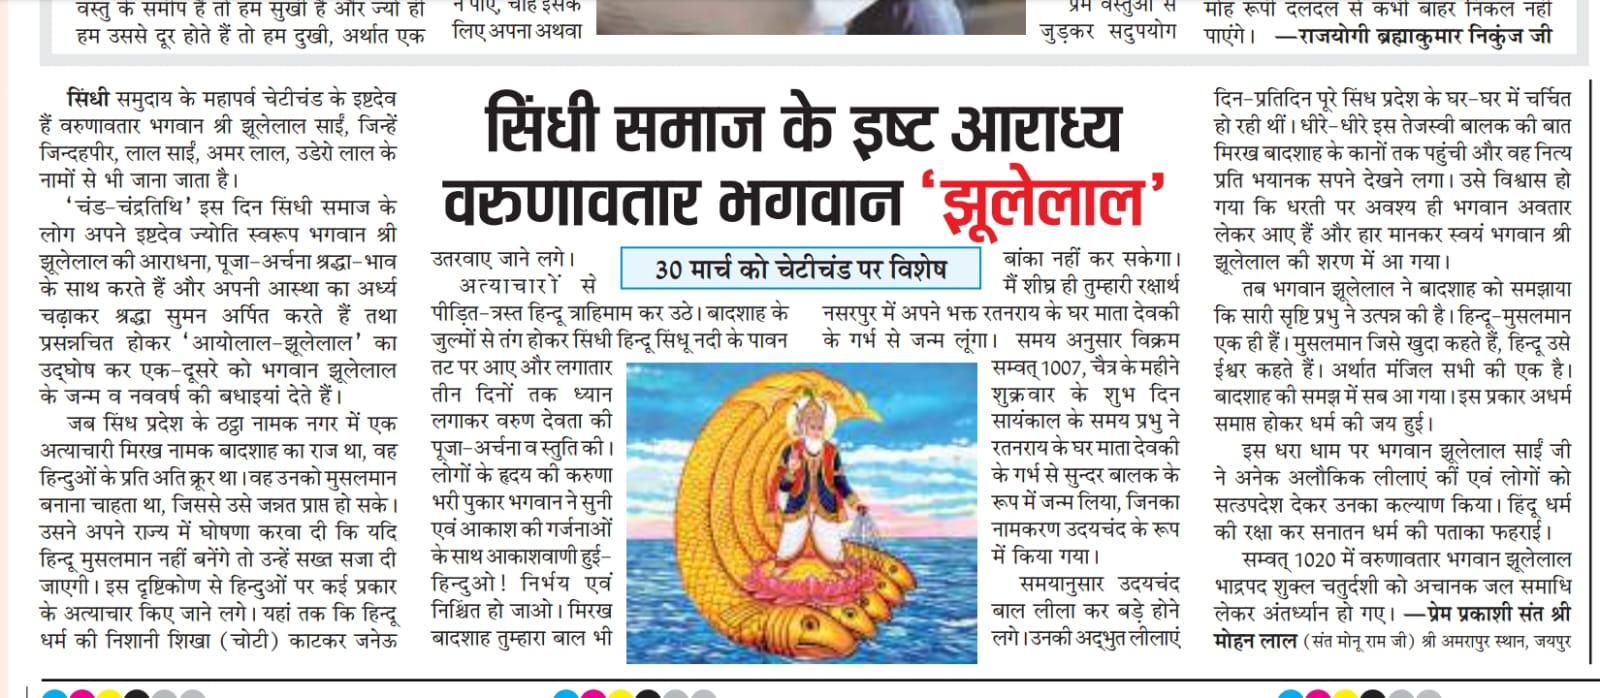 वस्तु के समीप हैं तो हम सुखी हैं और ज्यों ही
हम उससे दूर होते हैं तो हम दुखी, अर्थात एक
न पाए, चाहे इसके
लिए अपना अथवा
प्रेम वस्तुओं से
जुड़कर सदुपयोग
मोह रूपी दलदल से कभी बाहर निकल नहीं
पाएंगे। —राजयोगी ब्रह्माकुमार निकुंज जी
सिंधी समाज के इष्ट आराध्य
वरुणावतार भगवान ‘झूलेलाल’
30 मार्च को चेटीचंड पर विशेष
सिंधी समुदाय के महापर्व चेटीचंड के इष्टदेव
हैं वरुणावतार भगवान श्री झूलेलाल साईं, जिन्हें
जिन्दहपीर, लाल साईं, अमर लाल, उडेरो लाल के
नामों से भी जाना जाता है।
‘चंड-चंद्रतिथि’ इस दिन सिंधी समाज के
लोग अपने इष्टदेव ज्योति स्वरूप भगवान श्री
झूलेलाल की आराधना, पूजा-अर्चना श्रद्धा-भाव
के साथ करते हैं और अपनी आस्था का अर्ध्य
चढ़ाकर श्रद्धा सुमन अर्पित करते हैं तथा
प्रसन्नचित होकर ‘आयोलाल-झूलेलाल’ का
उद्घोष कर एक-दूसरे को भगवान झूलेलाल
के जन्म व नववर्ष की बधाइयां देते हैं।
जब सिंध प्रदेश के ठट्ठा नामक नगर में एक
अत्याचारी मिरख नामक बादशाह का राज था, वह
हिन्दुओं के प्रति अति क्रूर था। वह उनको मुसलमान
बनाना चाहता था, जिससे उसे जन्नत प्राप्त हो सके।
उसने अपने राज्य में घोषणा करवा दी कि यदि
हिन्दू मुसलमान नहीं बनेंगे तो उन्हें सख्त सजा दी
जाएगी। इस दृष्टिकोण से हिन्दुओं पर कई प्रकार
के अत्याचार किए जाने लगे। यहां तक कि हिन्दू
धर्म की निशानी शिखा (चोटी) काटकर जनेऊ
उतरवाए जाने लगे।
अत्याचारों से
पीड़ित-त्रस्त हिन्दू त्राहिमाम कर उठे। बादशाह के
जुल्मों से तंग होकर सिंधी हिन्दू सिंधू नदी के पावन
तट पर आए और लगातार
तीन दिनों तक ध्यान
लगाकर वरुण देवता की
पूजा-अर्चना व स्तुति की।
लोगों के हृदय की करुणा
भरी पुकार भगवान ने सुनी
एवं आकाश की गर्जनाओं
के साथ आकाशवाणी हुई-
हिन्दुओ! निर्भय एवं
निश्चिंत हो जाओ। मिरख
बादशाह तुम्हारा बाल भी
बांका नहीं कर सकेगा।
मैं शीघ्र ही तुम्हारी रक्षार्थ
नसरपुर में अपने भक्त रतनराय के घर माता देवकी
के गर्भ से जन्म लूंगा। समय अनुसार विक्रम
सम्वत् 1007, चैत्र के महीने
शुक्रवार के शुभ दिन
सायंकाल के समय प्रभु ने
रतनराय के घर माता देवकी
के गर्भ से सुन्दर बालक के
रूप में जन्म लिया, जिनका
नामकरण उदयचंद के रूप
में किया गया।
समयानुसार उदयचंद
बाल लीला कर बड़े होने
लगे। उनकी अद्भुत लीलाएं
दिन-प्रतिदिन पूरे सिंध प्रदेश के घर-घर में चर्चित
हो रही थीं। धीरे-धीरे इस तेजस्वी बालक की बात
मिरख बादशाह के कानों तक पहुंची और वह नित्य
प्रति भयानक सपने देखने लगा। उसे विश्वास हो
गया कि धरती पर अवश्य ही भगवान अवतार
लेकर आए हैं और हार मानकर स्वयं भगवान श्री
झूलेलाल की शरण में आ गया।
तब भगवान झूलेलाल ने बादशाह को समझाया
कि सारी सृष्टि प्रभु ने उत्पन्न की है। हिन्दू-मुसलमान
एक ही हैं। मुसलमान जिसे खुदा कहते हैं, हिन्दू उसे
ईश्वर कहते हैं। अर्थात मंजिल सभी की एक है।
बादशाह की समझ में सब आ गया। इस प्रकार अधर्म
समाप्त होकर धर्म की जय हुई।
इस धरा धाम पर भगवान झूलेलाल साईं जी
ने अनेक अलौकिक लीलाएं कीं एवं लोगों को
सत्उपदेश देकर उनका कल्याण किया। हिंदू धर्म
की रक्षा कर सनातन धर्म की पताका फहराई।
सम्वत् 1020 में वरुणावतार भगवान झूलेलाल
भाद्रपद शुक्ल चतुर्दशी को अचानक जल समाधि
लेकर अंतर्ध्यान हो गए। —प्रेम प्रकाशी संत श्री
मोहन लाल (संत मोनू राम जी) श्री अमरापुर स्थान, जयपुर